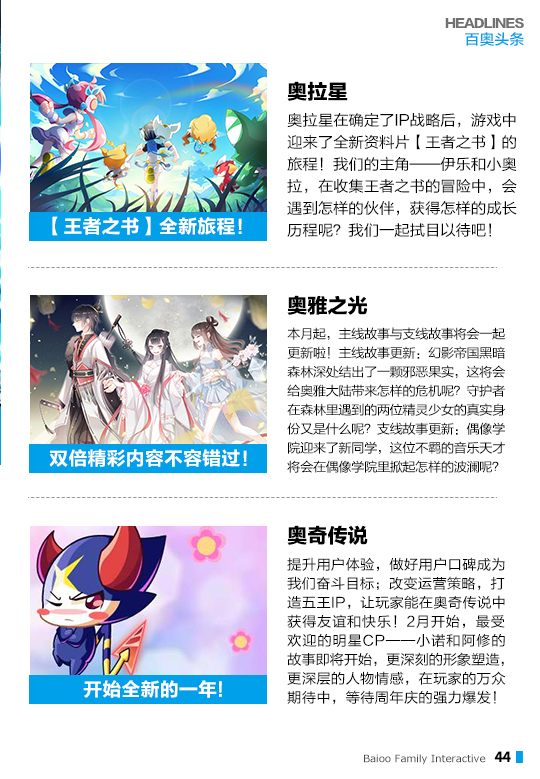 HEADLINES
百奥头条
【王者之书】全新旅程！
奥拉星
奥拉星在确定了IP战略后，游戏中
迎来了全新资料片【王者之书】的
旅程！我们的主角——伊乐和小奥
拉，在收集王者之书的冒险中，会
遇到怎样的伙伴，获得怎样的成长
历程呢？我们一起拭目以待吧！
双倍精彩内容不容错过！
奥雅之光
本月起，主线故事与支线故事将会一起
更新啦！主线故事更新：幻影帝国黑暗
森林深处结出了一颗邪恶果实，这将会
给奥雅大陆带来怎样的危机呢？守护者
在森林里遇到的两位精灵少女的真实身
份又是什么呢？支线故事更新：偶像学
院迎来了新同学，这位不羁的音乐天才
将会在偶像学院里掀起怎样的波澜呢？
开始全新的一年！
奥奇传说
提升用户体验，做好用户口碑成为
我们奋斗目标；改变运营策略，打
造五王IP，让玩家能在奥奇传说中
获得友谊和快乐！2月开始，最受
欢迎的明星CP——小诺和阿修的
故事即将开始，更深刻的形象塑造，
更深层的人物情感，在玩家的万众
期待中，等待周年庆的强力爆发！
Baioo Family Interactive 44